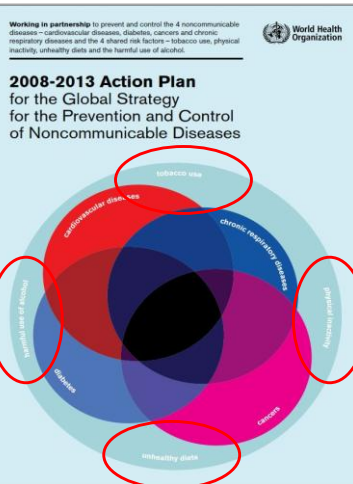 Working in partnership to prevent and control the 4 noncommunicable
diseases – cardiovascular diseases, diabetes, cancers and chronic
respiratory diseases and the 4 shared risk factors – tobacco use, physical
inactivity, unhealthy diets and the harmful use of alcohol.
World Health
Organization
2008-2013 Action Plan
for the Global Strategy
for the Prevention and Control
of Noncommunicable Diseases
tobacco use
cardiovascular diseases
chronic respiratory diseases
harmful use of alcohol
physical inactivity
diabetes
cancers
unhealthy diets